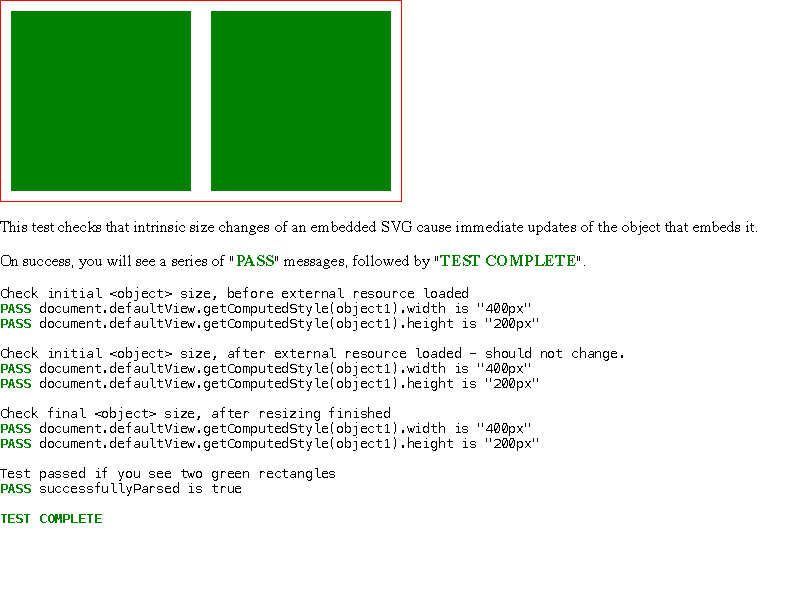 This test checks that intrinsic size changes of an embedded SVG cause immediate updates of the object that embeds it.
On success, you will see a series of "PASS" messages, followed by "TEST COMPLETE".
Check initial <object> size, before external resource loaded
PASS document.defaultView.getComputedStyle(object1).width is "400px"
PASS document.defaultView.getComputedStyle(object1).height is "200px"
Check initial <object> size, after external resource loaded - should not change.
PASS document.defaultView.getComputedStyle(object1).width is "400px"
PASS document.defaultView.getComputedStyle(object1).height is "200px"
Check final <object> size, after resizing finished
PASS document.defaultView.getComputedStyle(object1).width is "400px"
PASS document.defaultView.getComputedStyle(object1).height is "200px"
Test passed if you see two green rectangles
PASS successfullyParsed is true
TEST COMPLETE